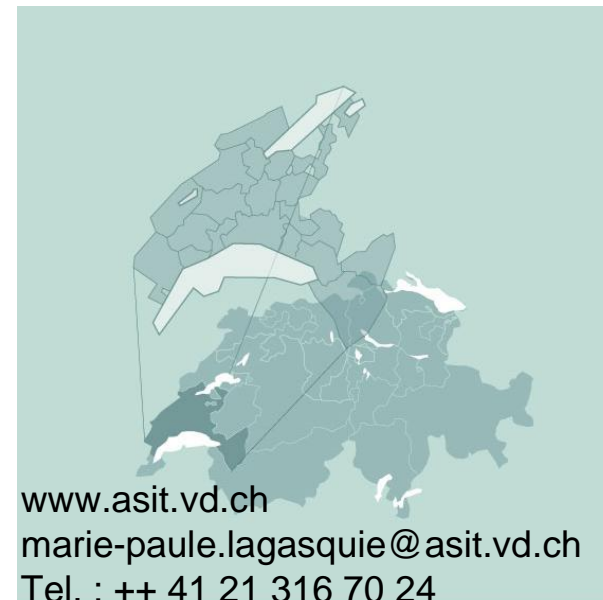 www.asit.vd.ch
marie-paule.lagasquie@asit.vd.ch
Tel. : ++ 41 21 316 70 24